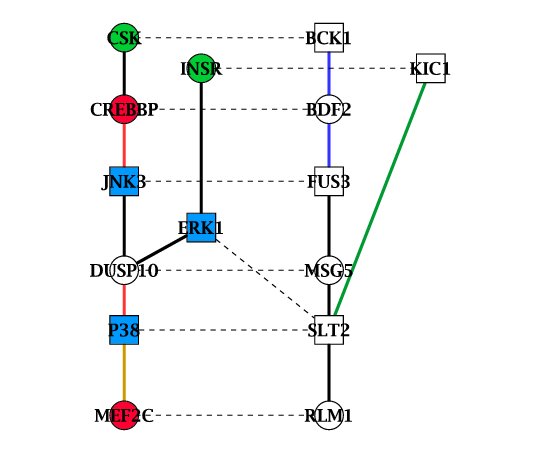 CSK BCK1
INSR KIC1
CREBBP BDF2
JNK3 FUS3
ERK1
DUSP10 MSG5
P38 SLT2
MEF2C RLM1